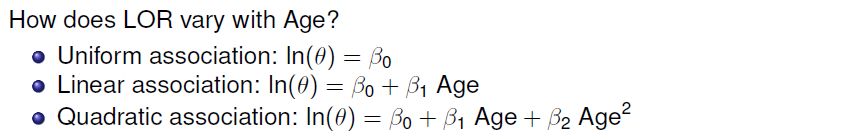 How does LOR vary with Age?
Uniform association: ln(θ) = β₀
Linear association: ln(θ) = β₀ + β₁ Age
Quadratic association: ln(θ) = β₀ + β₁ Age + β₂ Age²